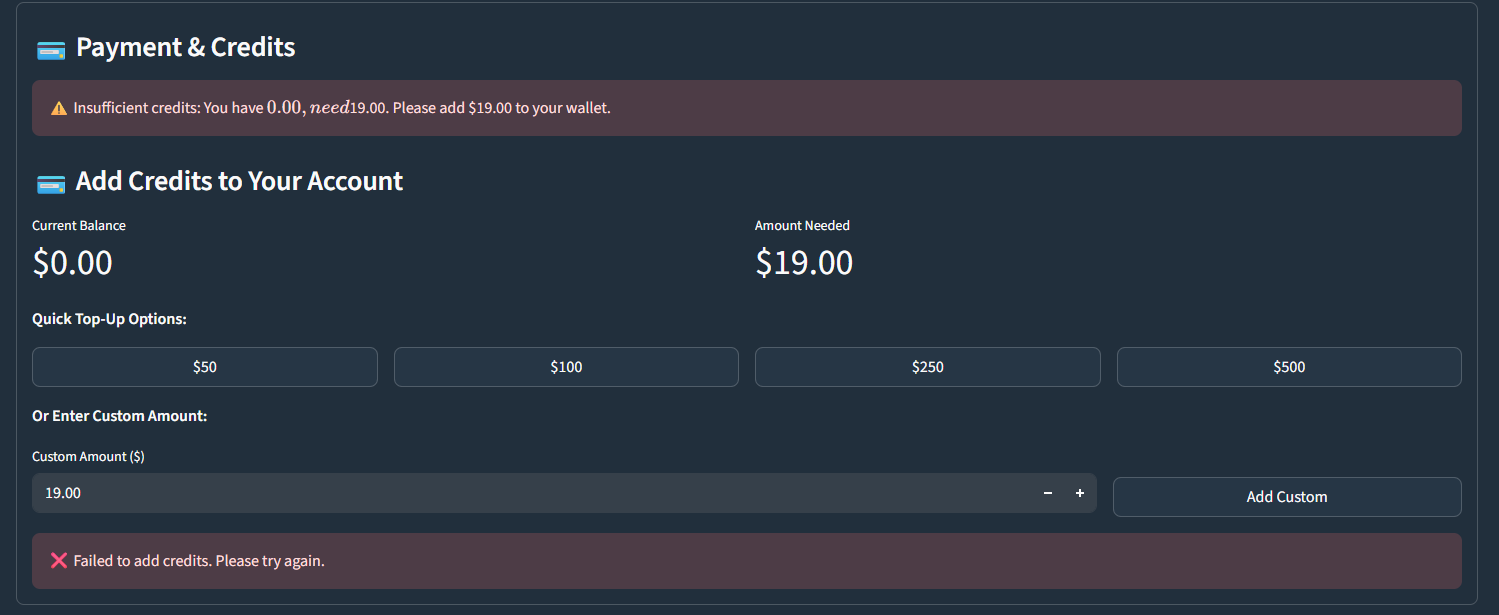 💳 Payment & Credits
⚠️ Insufficient credits: You have 0.00, need19.00. Please add $19.00 to your wallet.
💳 Add Credits to Your Account
Current Balance
Amount Needed
$0.00
$19.00
Quick Top-Up Options:
$50
$100
$250
$500
Or Enter Custom Amount:
Custom Amount ($)
19.00
− +
Add Custom
❌ Failed to add credits. Please try again.